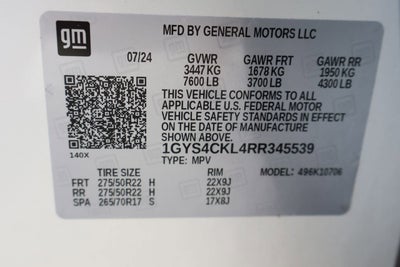 gm
MFD BY GENERAL MOTORS LLC
07/24 GVWR GAWR FRT GAWR RR
3447 KG 1678 KG 1950 KG
7600 LB 3700 LB 4300 LB
THIS VEHICLE CONFORMS TO ALL
APPLICABLE U.S. FEDERAL MOTOR
VEHICLE SAFETY STANDARDS IN EFFECT
ON THE DATE OF MANUFACTURE
SHOWN ABOVE.
140X 1GYS4CKL4RR345539
TYPE: MPV
TIRE SIZE RIM MODEL: 496K10706
FRT 275/50R22 H 22X9J
RR 275/50R22 H 22X9J
SPA 265/70R17 S 17X8J